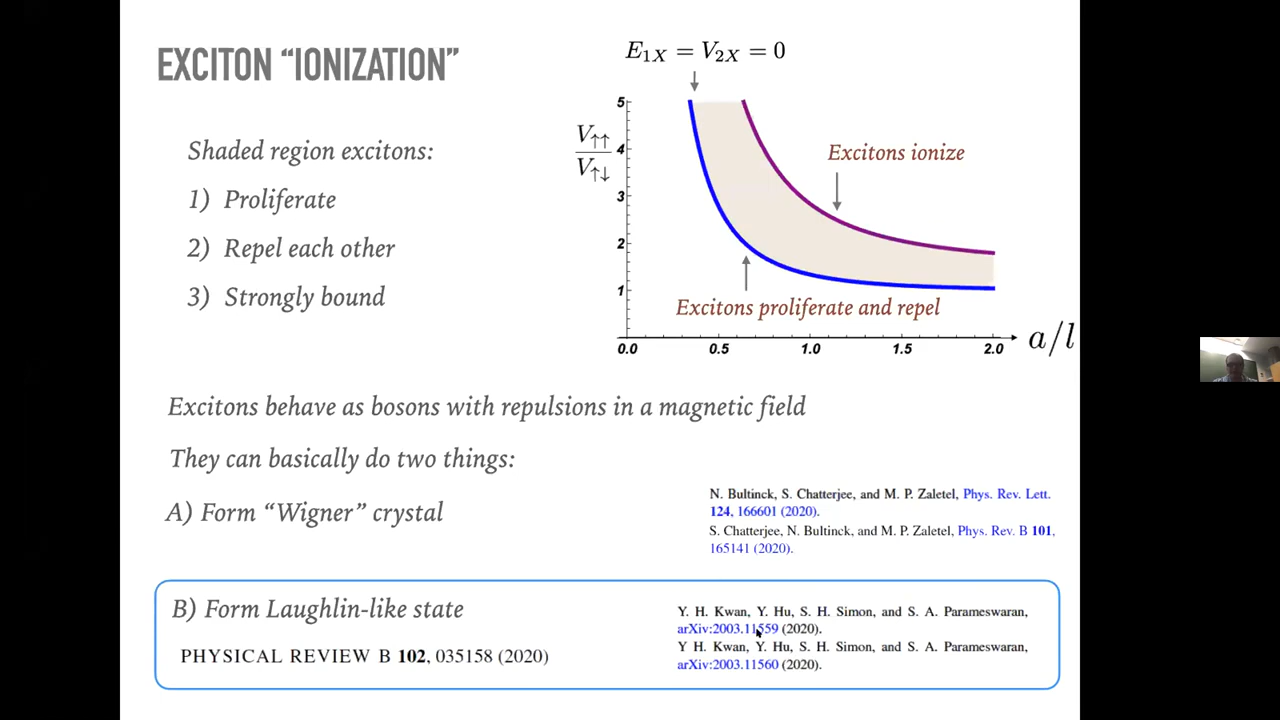 EXCITON “IONIZATION”
E1X = V2X = 0
Shaded region excitons:
1) Proliferate
2) Repel each other
3) Strongly bound
V↑↑
V↑↓
5
4
3
2
1
Excitons ionize
Excitons proliferate and repel
0.0 0.5 1.0 1.5 2.0
a/l
Excitons behave as bosons with repulsions in a magnetic field
They can basically do two things:
A) Form “Wigner” crystal
N. Bultinck, S. Chatterjee, and M. P. Zaletel, Phys. Rev. Lett.
124, 166601 (2020).
S. Chatterjee, N. Bultinck, and M. P. Zaletel, Phys. Rev. B 101,
165141 (2020).
B) Form Laughlin-like state
PHYSICAL REVIEW B 102, 035158 (2020)
Y. H. Kwan, Y. Hu, S. H. Simon, and S. A. Parameswaran,
arXiv:2003.11559 (2020).
Y H. Kwan, Y. Hu, S. H. Simon, and S. A. Parameswaran,
arXiv:2003.11560 (2020).